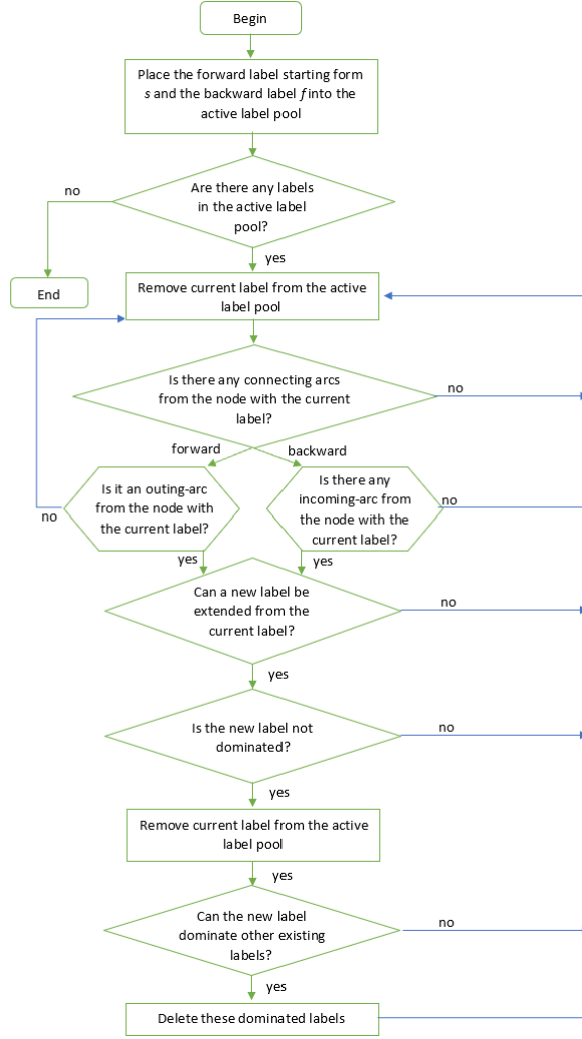 Begin
Place the forward label starting form
s and the backward label f into the
active label pool
Are there any labels
in the active label
pool?
no
yes
End
Remove current label from the active
label pool
Is there any connecting arcs
from the node with the current
label?
no
forward
backward
Is it an outing-arc
from the node with
the current label?
no
Is there any
incoming-arc from
the node with the
current label?
no
yes
yes
Can a new label be
extended from the
current label?
no
yes
Is the new label not
dominated?
no
yes
Remove current label from the active
label pool
yes
Can the new label
dominate other existing
labels?
no
yes
Delete these dominated labels